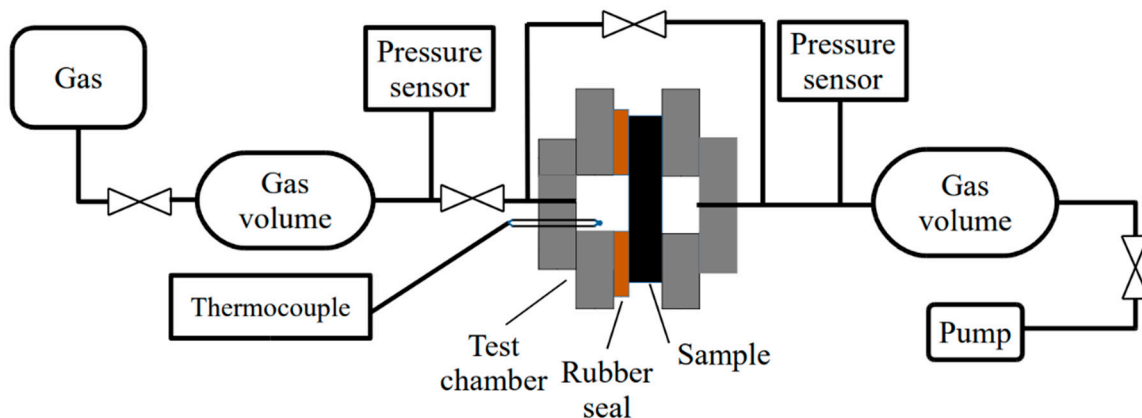 Gas
Pressure
sensor
Pressure
sensor
Gas
volume
Gas
volume
Thermocouple
Test
chamber
Rubber
seal
Sample
Pump